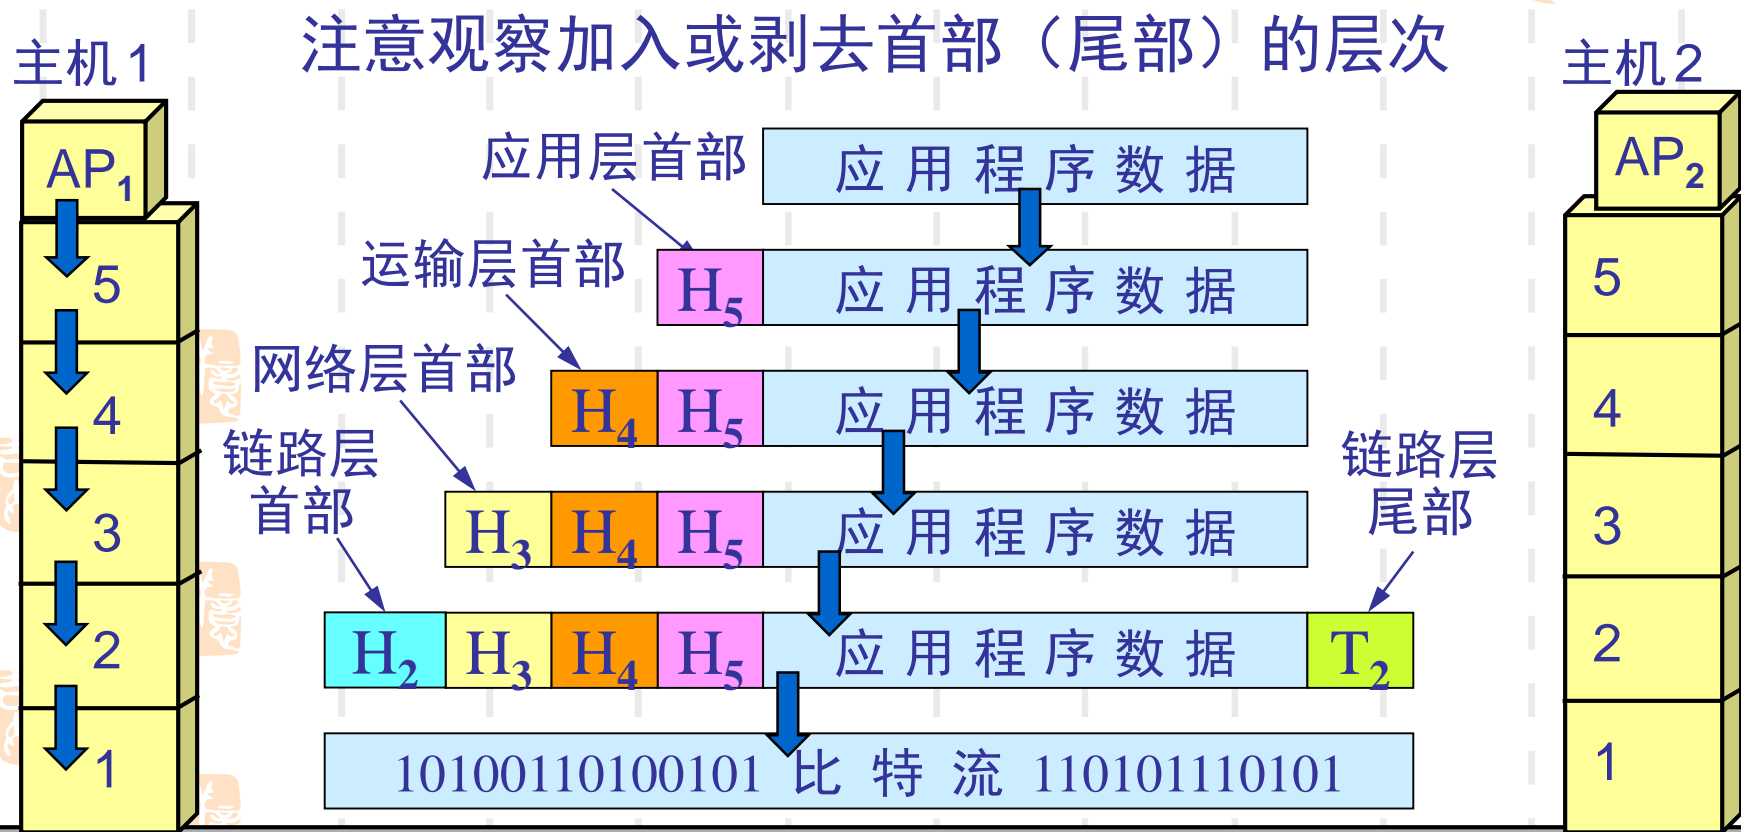 注意观察加入或剥去首部（尾部）的层次
主机1
主机2
AP1
AP2
应用层首部
应用程序数据
运输层首部
H5 应用程序数据
网络层首部
H4 H5 应用程序数据
链路层
首部
链路层
尾部
H3 H4 H5 应用程序数据
H2 H3 H4 H5 应用程序数据 T2
10100110100101 比特流 110101110101
5
4
3
2
1
5
4
3
2
1